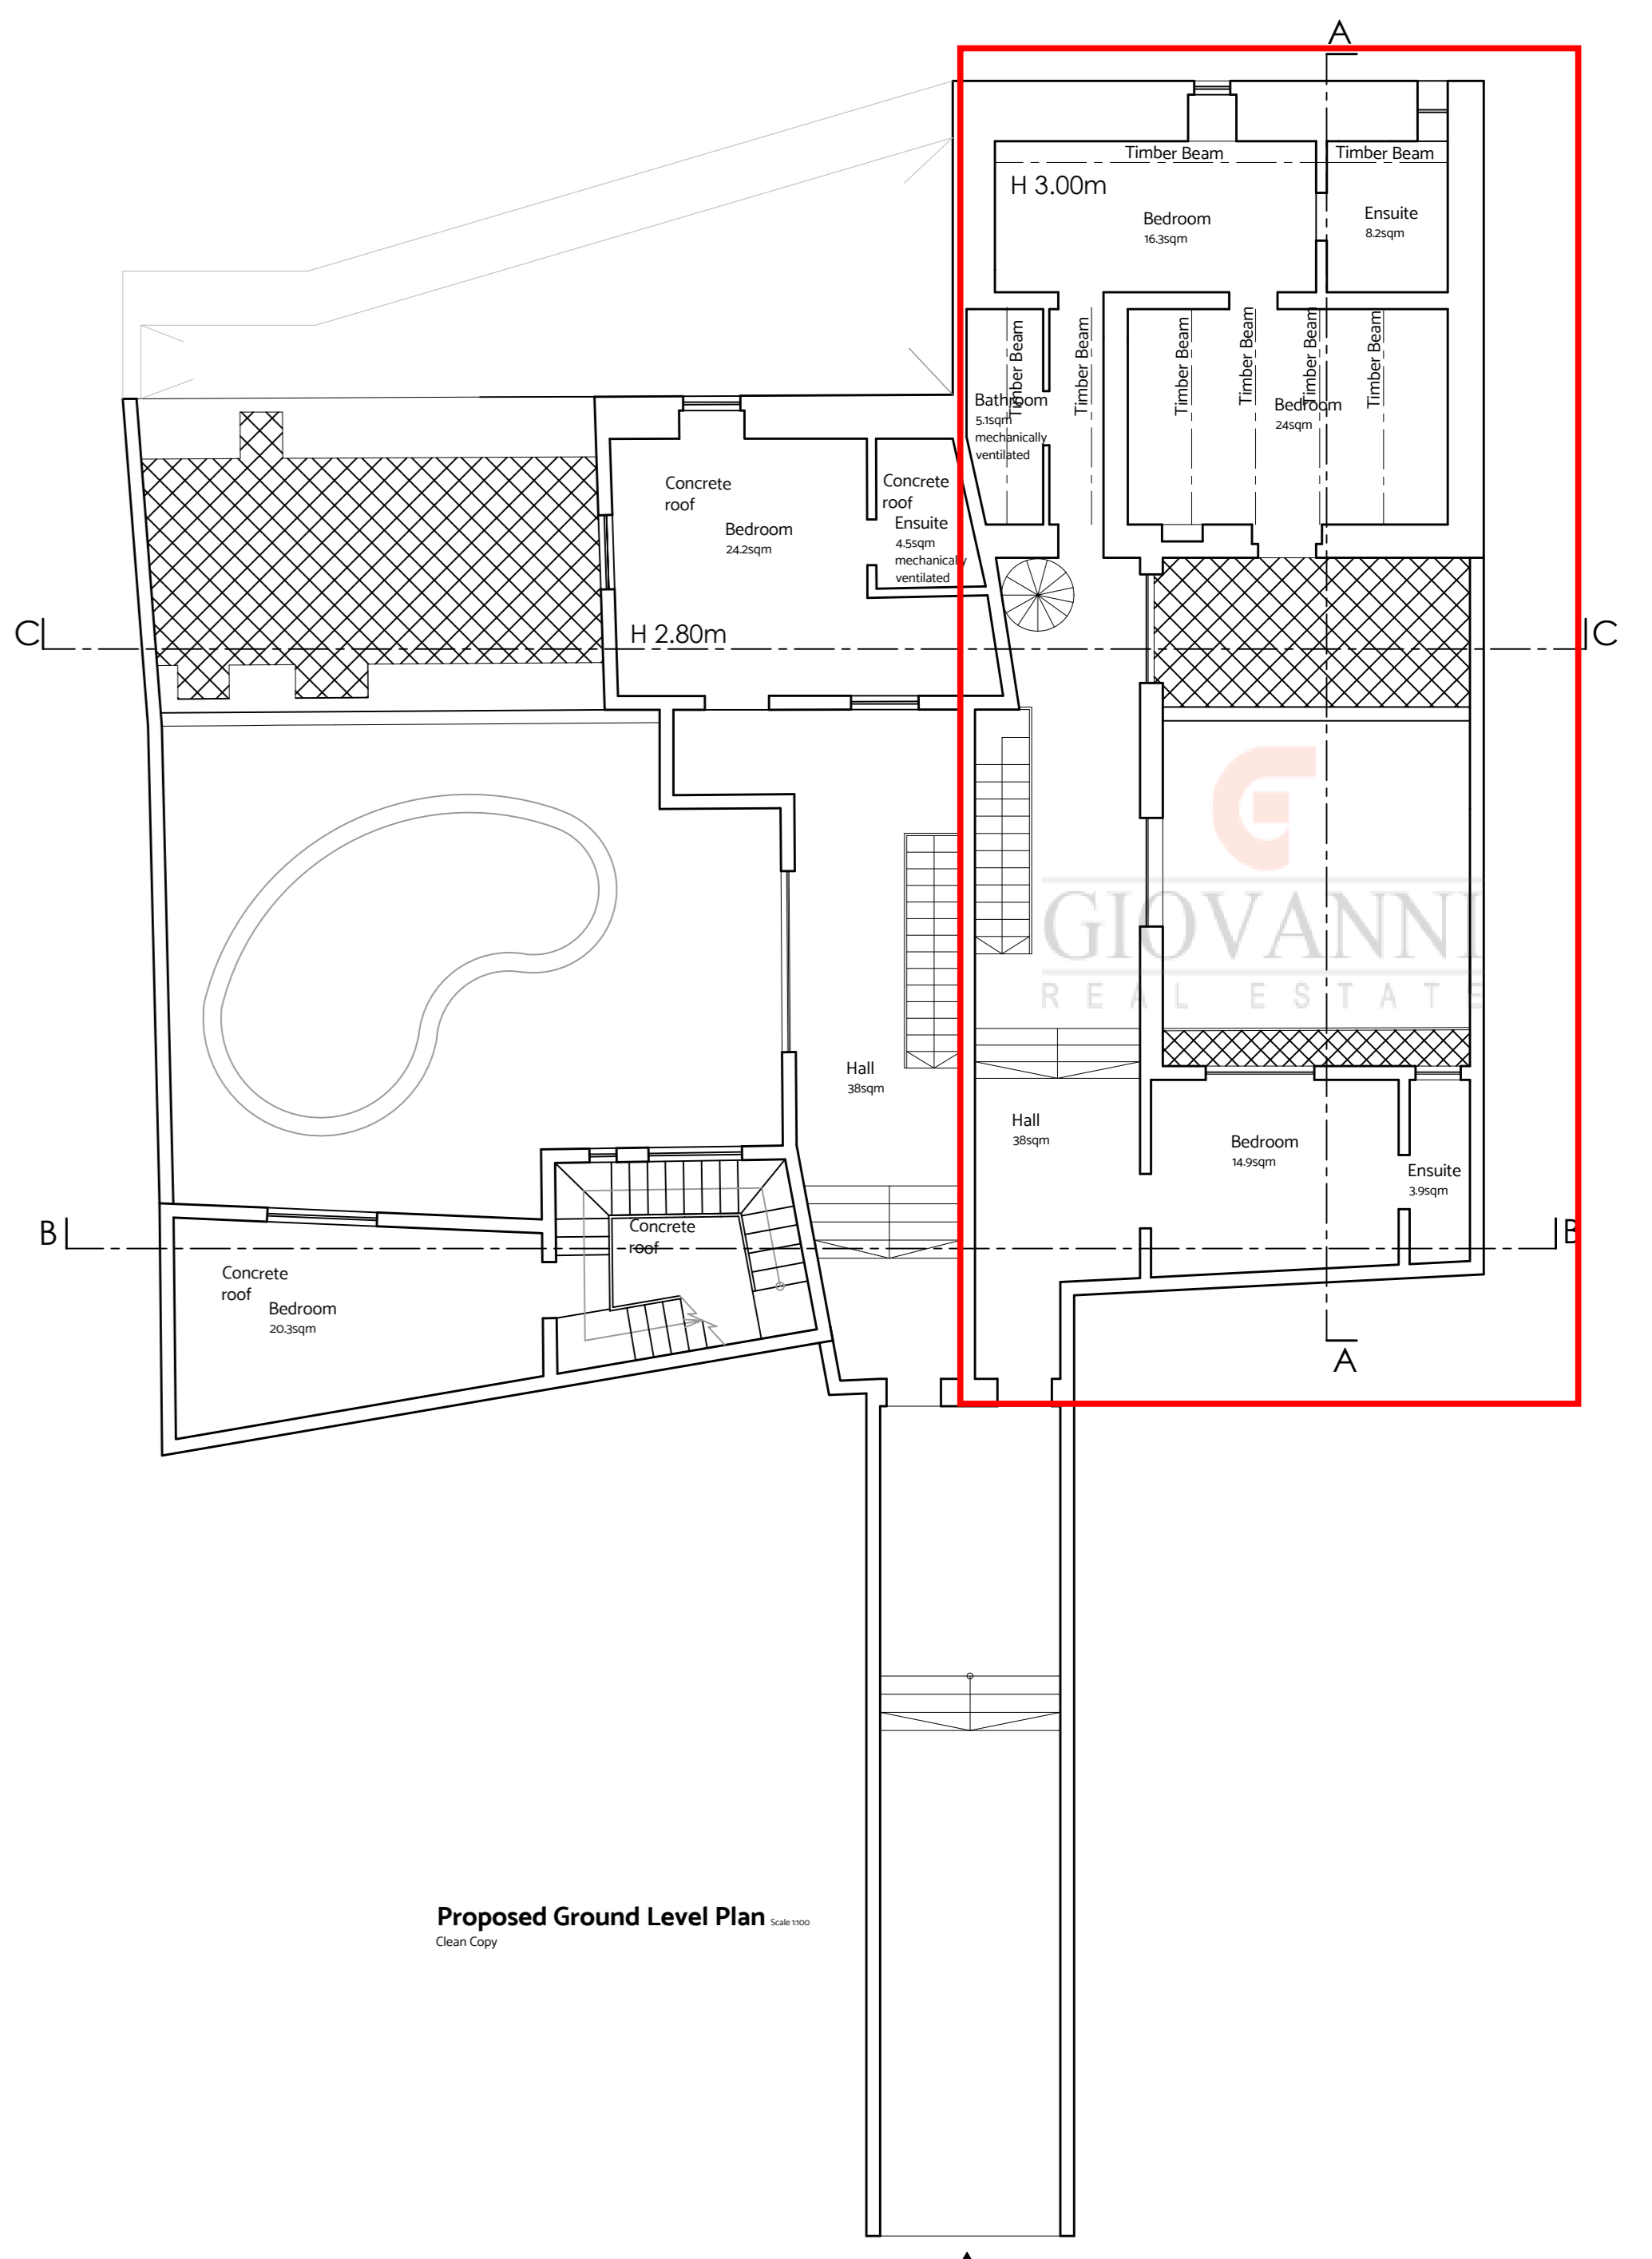 A
Timber Beam
Timber Beam
H 3.00m
Bedroom
16.3sqm
Ensuite
8.2sqm
Timber Beam
Timber Beam
Timber Beam
Timber Beam
Timber Beam
Timber Beam
Bathroom
5.1sqm
mechanically
ventilated
Bedroom
24sqm
Concrete
roof
Bedroom
24.2sqm
Concrete
roof
Ensuite
4.5sqm
mechanically
ventilated
C
H 2.80m
C
GIOVANNI
REAL ESTATE
Hall
38sqm
Hall
38sqm
Bedroom
14.9sqm
Ensuite
3.9sqm
B
Concrete
roof
B
Concrete
roof
Bedroom
20.3sqm
A
Proposed Ground Level Plan Scale 1:100
Clean Copy